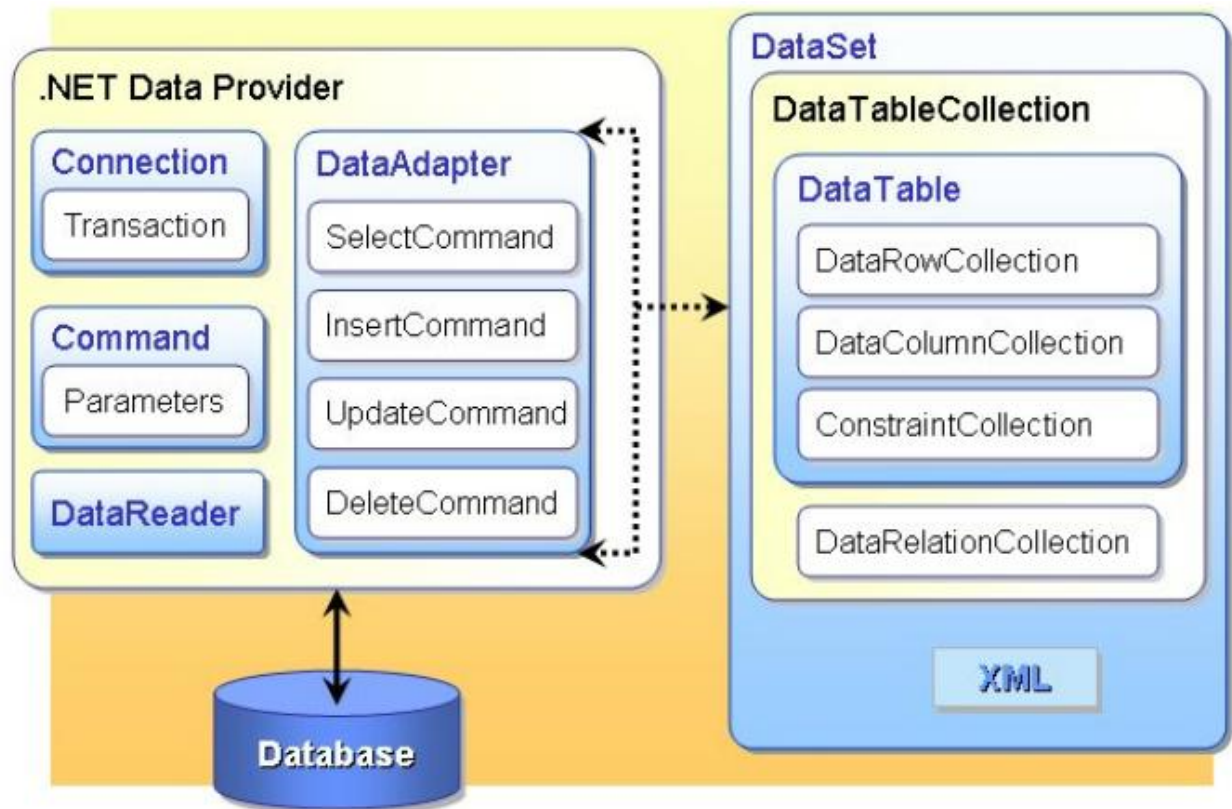 .NET Data Provider
Connection
Transaction
Command
Parameters
DataReader
DataAdapter
SelectCommand
InsertCommand
UpdateCommand
DeleteCommand
Database
DataSet
DataTableCollection
DataTable
DataRowCollection
DataColumnCollection
ConstraintCollection
DataRelationCollection
XML